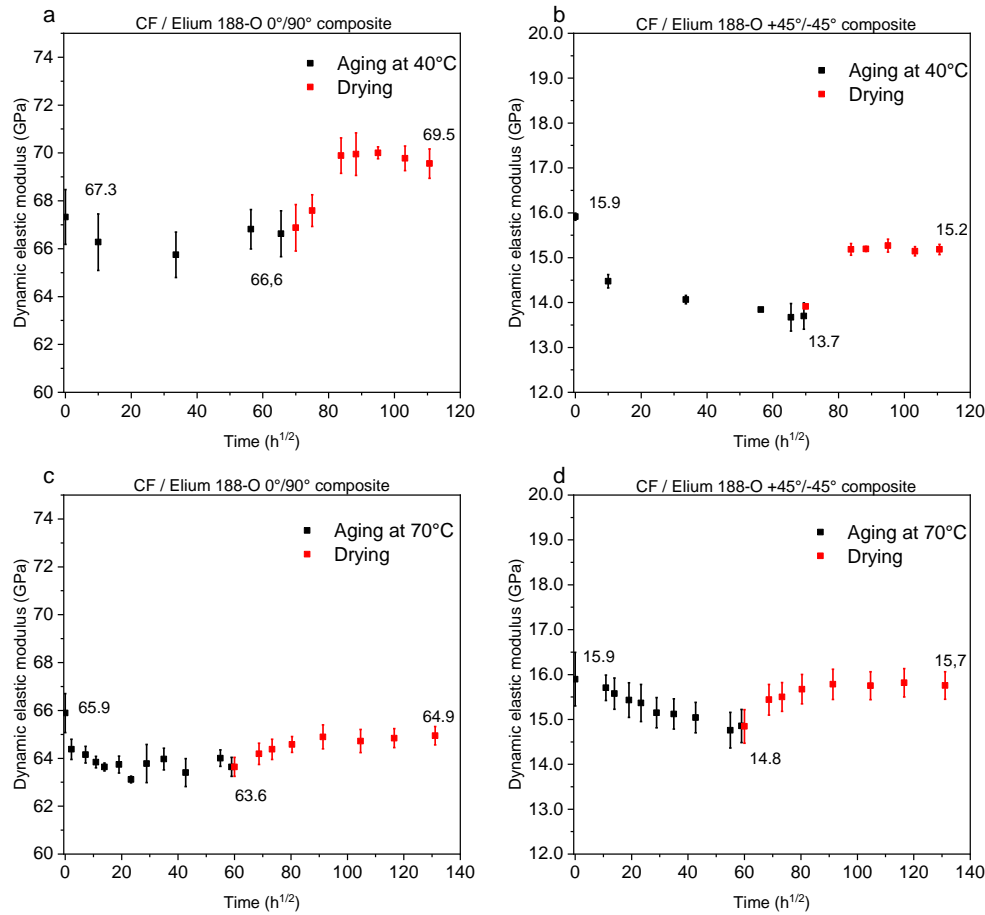 a
CF / Elium 188-O 0°/90° composite
Dynamic elastic modulus (GPa)
74
72
70
68
66
64
62
60
Aging at 40°C
Drying
67.3
66,6
69.5
0 20 40 60 80 100 120
Time (h1/2)
b
CF / Elium 188-O +45°/-45° composite
Dynamic elastic modulus (GPa)
20.0
19.0
18.0
17.0
16.0
15.0
14.0
13.0
12.0
Aging at 40°C
Drying
15.9
13.7
15.2
0 20 40 60 80 100 120
Time (h1/2)
c
CF / Elium 188-O 0°/90° composite
Dynamic elastic modulus (GPa)
74
72
70
68
66
64
62
60
Aging at 70°C
Drying
65.9
63.6
64.9
0 20 40 60 80 100 120 140
Time (h1/2)
d
CF / Elium 188-O +45°/-45° composite
Dynamic elastic modulus (GPa)
20.0
19.0
18.0
17.0
16.0
15.0
14.0
13.0
12.0
Aging at 70°C
Drying
15.9
14.8
15,7
0 20 40 60 80 100 120 140
Time (h1/2)